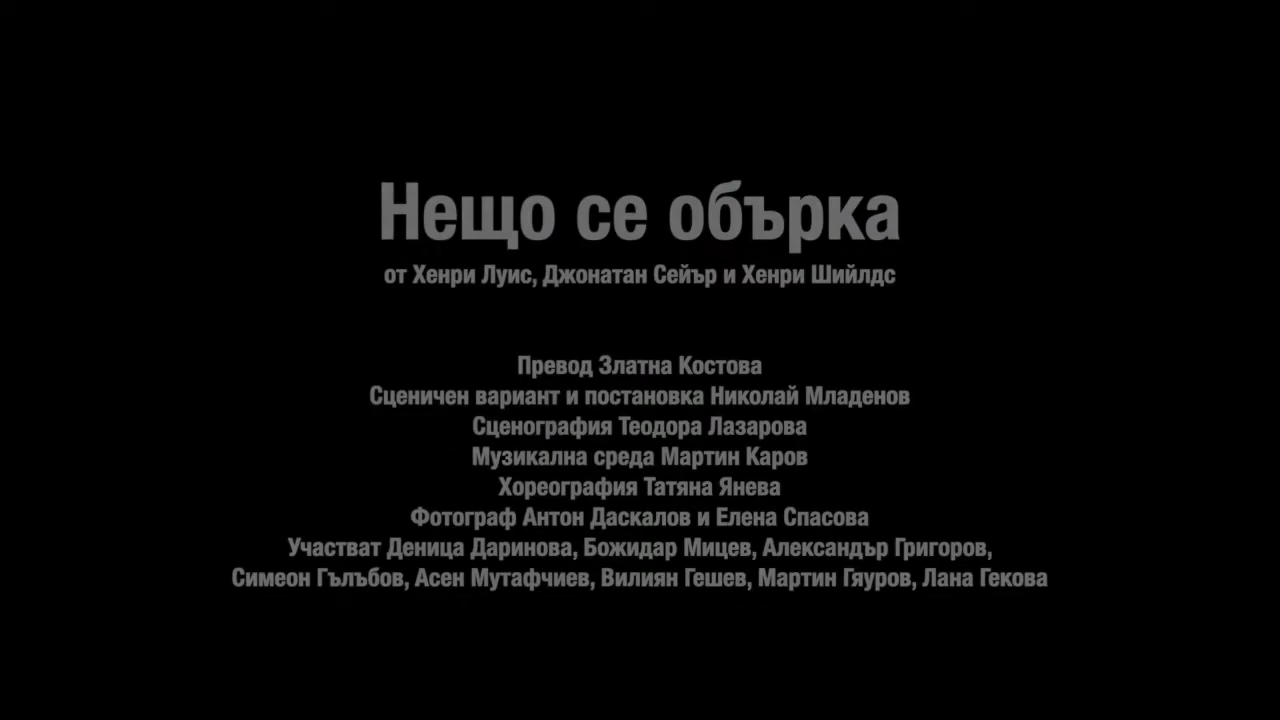 Нещо се обърка
от Хенри Луис, Джонатан Сейър и Хенри Шийлдс
Превод Златна Костова
Сценичен вариант и постановка Николай Младенов
Сценография Теодора Лазарова
Музикална среда Мартин Каров
Хореография Татяна Янева
Фотограф Антон Даскалов и Елена Спасова
Участват Деница Даринова, Божидар Мицев, Александър Григоров,
Симеон Гълъбов, Асен Мутафчиев, Вилиян Гешев, Мартин Гяуров, Лана Гекова